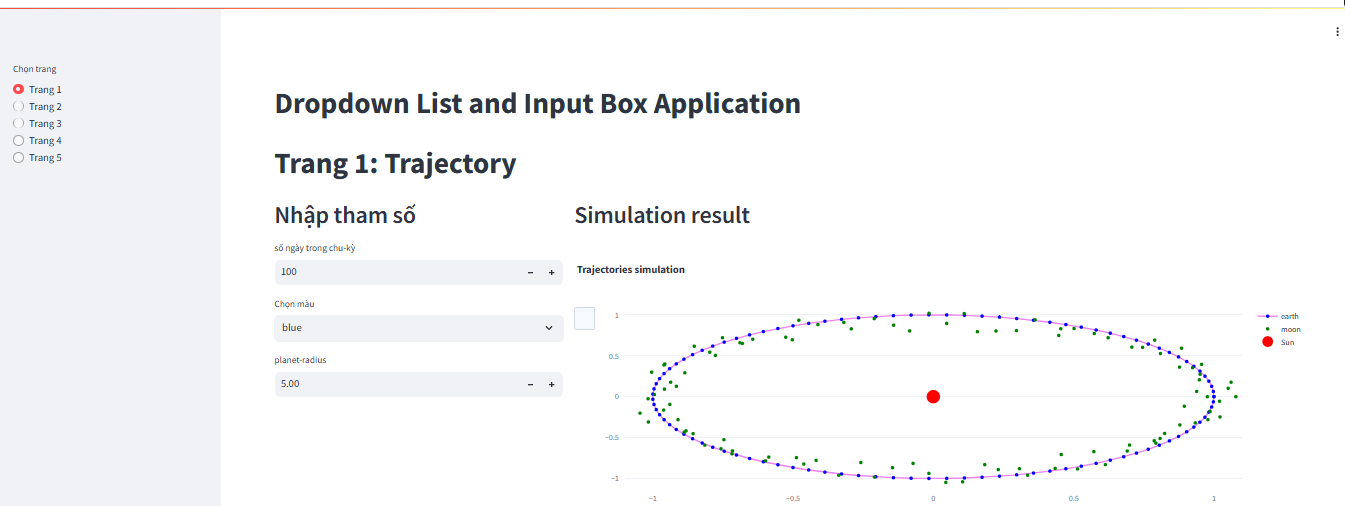 Chọn trang
Trang 1
Trang 2
Trang 3
Trang 4
Trang 5
Dropdown List and Input Box Application
Trang 1: Trajectory
Nhập tham số
số ngày trong chu-kỳ
100
Chọn màu
blue
planet-radius
5.00
Simulation result
Trajectories simulation
1
0.5
0
−0.5
−1
−1
−0.5
0
0.5
1
earth
moon
Sun